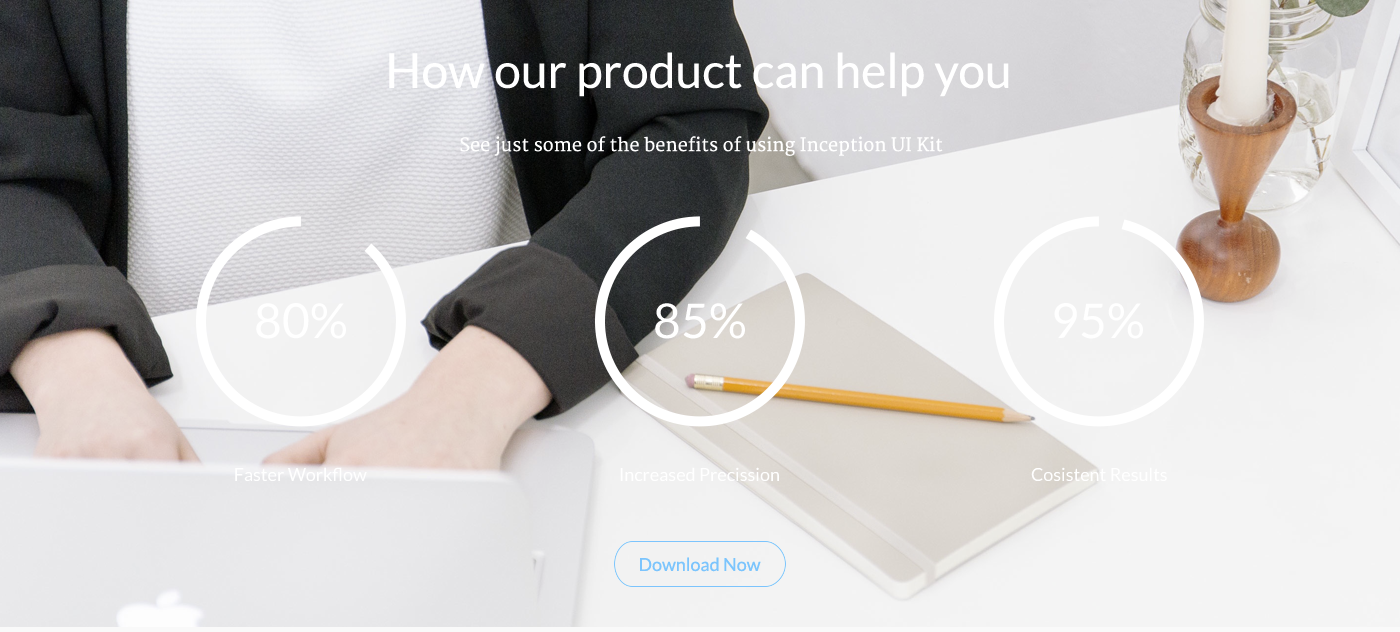 How our product can help you
See just some of the benefits of using Inception UI Kit
80%
85%
95%
Faster Workflow
Increased Precission
Cosistent Results
Download Now